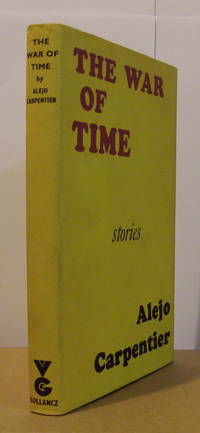 THE
WAR OF
TIME
by
ALEJO
CARPENTIER
VG
GOLLANCZ
THE WAR
OF
TIME
stories
Alejo
Carpentier